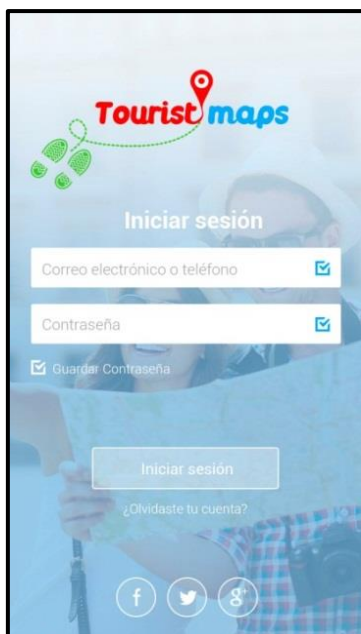 Tourist maps
Iniciar sesión
Correo electrónico o teléfono
Contraseña
Guardar Contraseña
Iniciar sesión
¿Olvidaste tu cuenta?
f g+